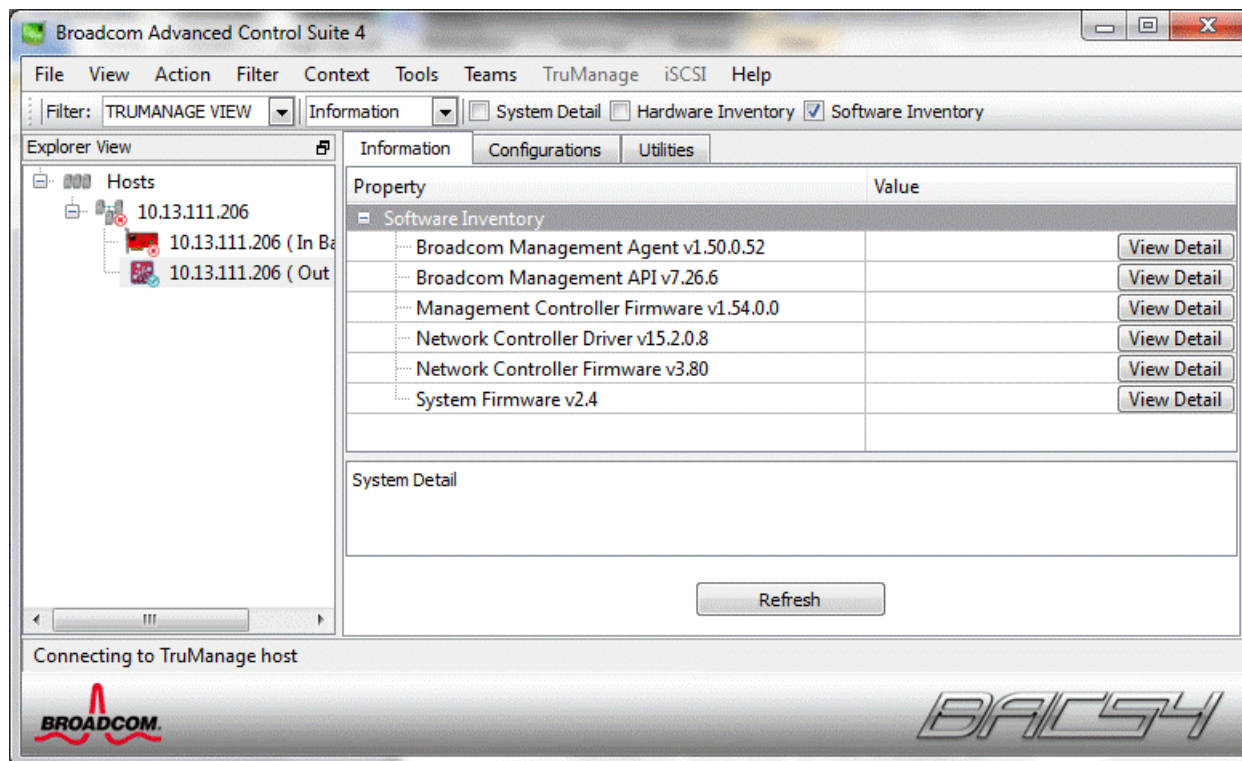 Broadcom Advanced Control Suite 4
File View Action Filter Context Tools Teams TruManage iSCSI Help
Filter: TRUMANAGE VIEW Information System Detail Hardware Inventory Software Inventory
Explorer View
Hosts
10.13.111.206
10.13.111.206 ( In Ba
10.13.111.206 ( Out
Information Configurations Utilities
Property Value
Software Inventory
Broadcom Management Agent v1.50.0.52 View Detail
Broadcom Management API v7.26.6 View Detail
Management Controller Firmware v1.54.0.0 View Detail
Network Controller Driver v15.2.0.8 View Detail
Network Controller Firmware v3.80 View Detail
System Firmware v2.4 View Detail
System Detail
Refresh
Connecting to TruManage host
BROADCOM.
BACS4